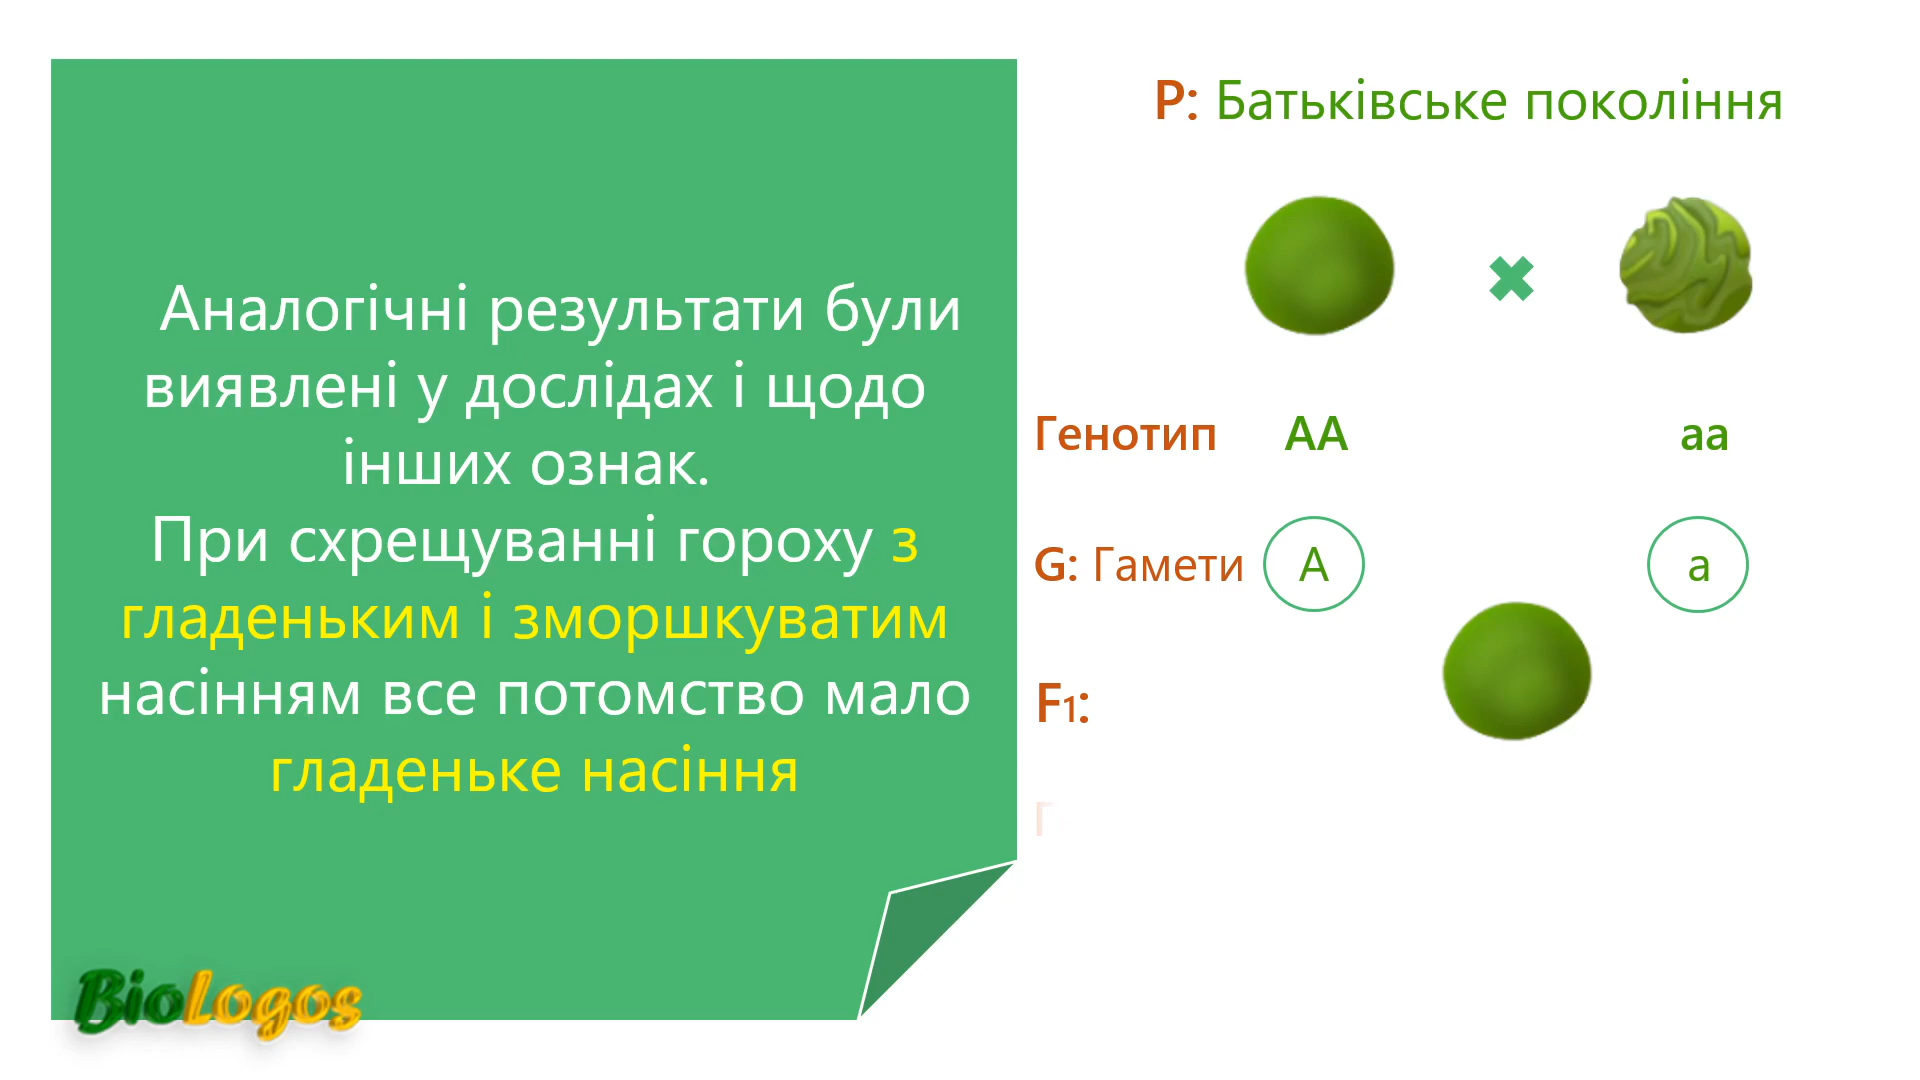 Аналогічні результати були
виявлені у дослідах і щодо
інших ознак.
При схрещуванні гороху з
гладеньким і зморшкуватим
насінням все потомство мало
гладеньке насіння
BioLogos
P: Батьківське покоління
Генотип АА аа
G: Гамети А а
F1:
Г